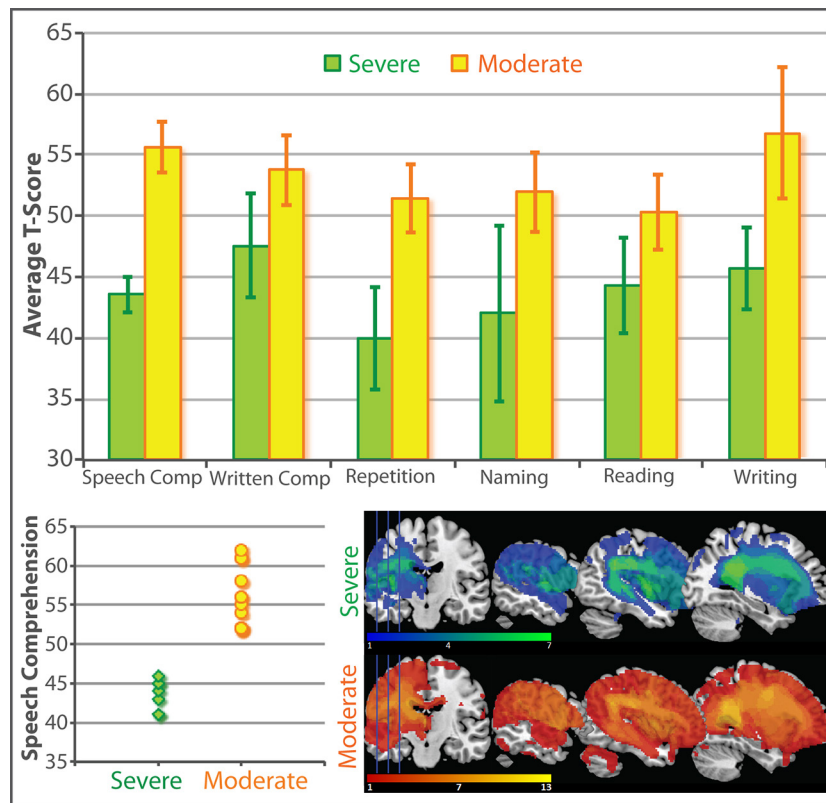 Severe Moderate
Average T-Score
65
60
55
50
45
40
35
30
Speech Comp Written Comp Repetition Naming Reading Writing
Speech Comprehension
65
60
55
50
45
40
35
Severe Moderate
Severe
1 4 7
Moderate
1 7 13